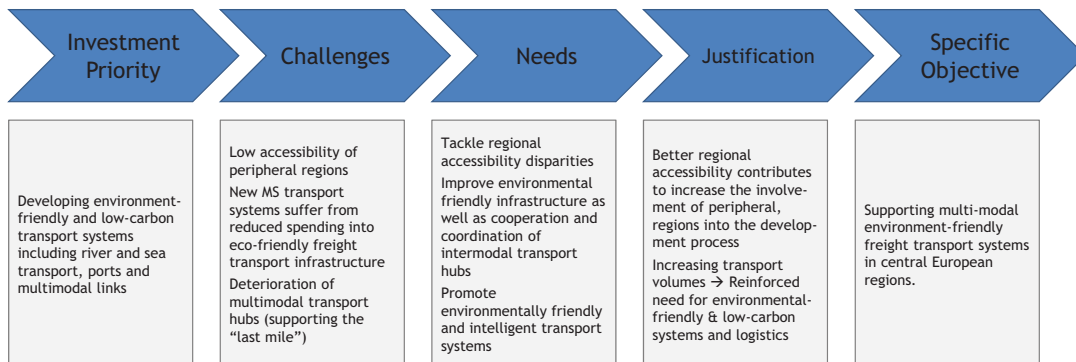 Investment
Priority
Challenges
Needs
Justification
Specific
Objective
Developing environment-
friendly and low-carbon
transport systems
including river and sea
transport, ports and
multimodal links
Low accessibility of
peripheral regions
New MS transport
systems suffer from
reduced spending into
eco-friendly freight
transport infrastructure
Deterioration of
multimodal transport
hubs (supporting the
“last mile”)
Tackle regional
accessibility disparities
Improve environmental
friendly infrastructure as
well as cooperation and
coordination of
intermodal transport
hubs
Promote
environmentally friendly
and intelligent transport
systems
Better regional
accessibility contributes
to increase the involve-
ment of peripheral,
regions into the develop-
ment process
Increasing transport
volumes → Reinforced
need for environmental-
friendly & low-carbon
systems and logistics
Supporting multi-modal
environment-friendly
freight transport systems
in central European
regions.